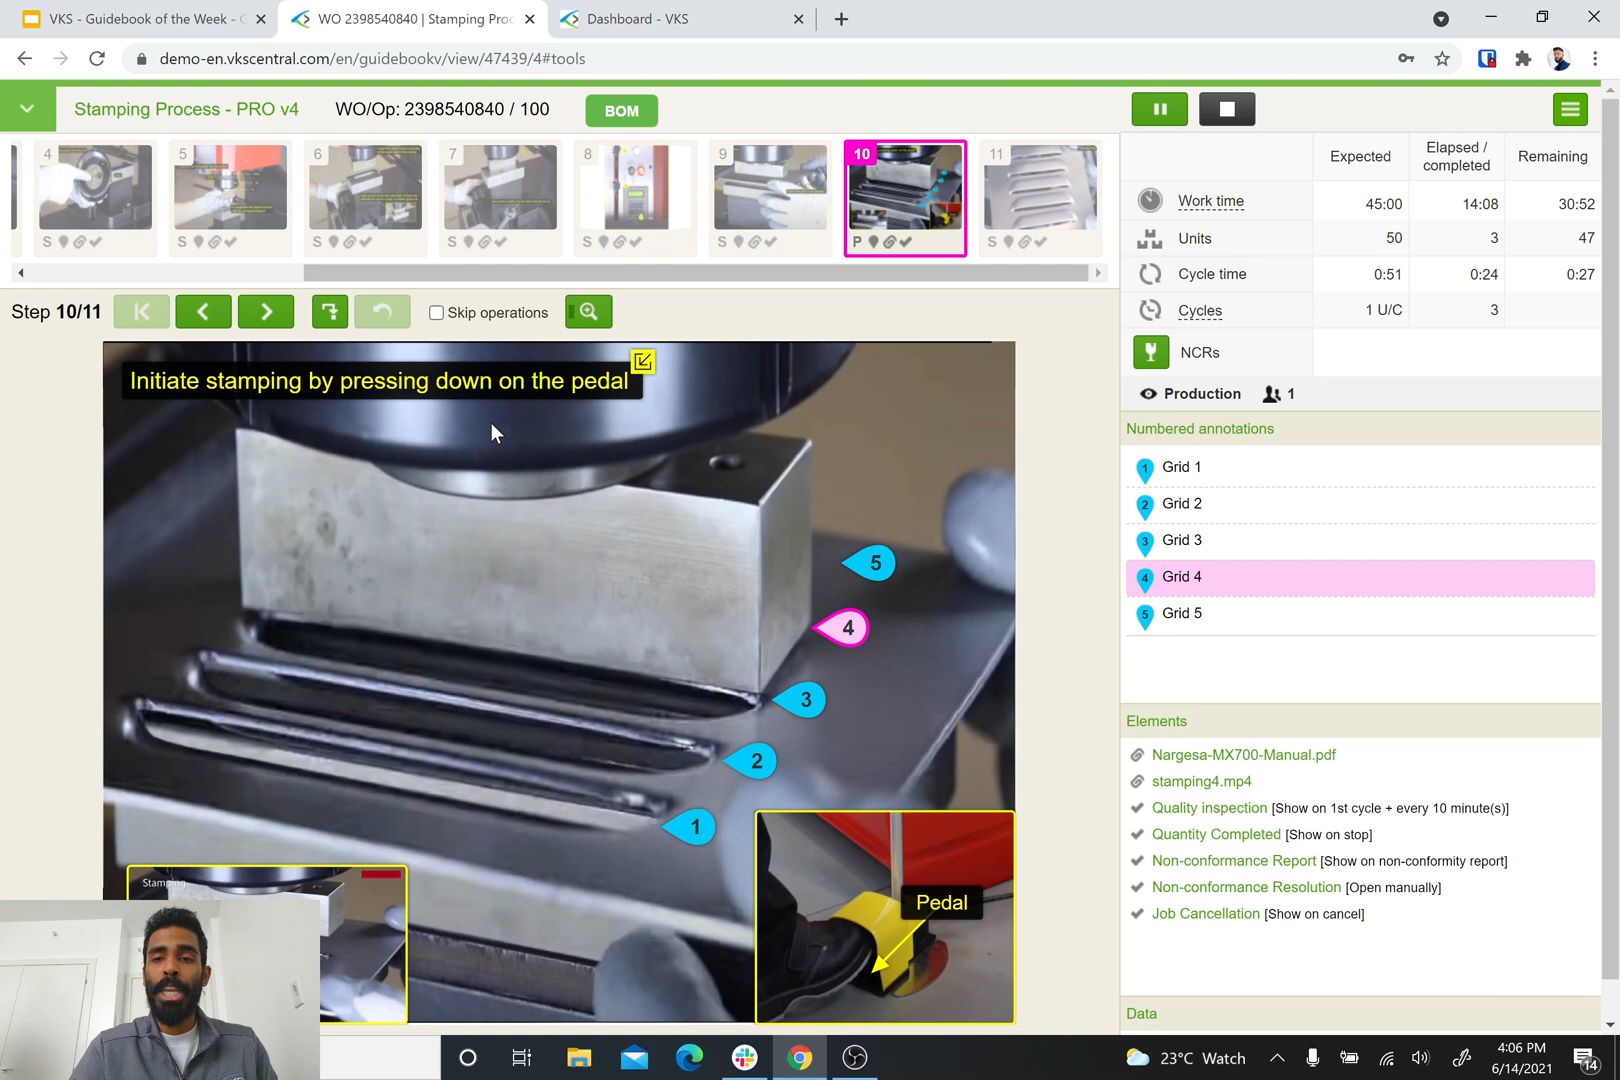 VKS - Guidebook of the Week - G
WO 2398540840 | Stamping Proc
Dashboard - VKS
demo-en.vkscentral.com/en/guidebookv/view/47439/4#tools
Stamping Process - PRO v4
WO/Op: 2398540840 / 100
BOM
4
5
6
7
8
9
10
11
S
S
S
S
S
S
P
S
Step 10/11
Skip operations
Initiate stamping by pressing down on the pedal
5
4
3
2
1
Stamping
Pedal
Expected
Elapsed /
completed
Remaining
Work time
45:00
14:08
30:52
Units
50
3
47
Cycle time
0:51
0:24
0:27
Cycles
1 U/C
3
NCRs
Production
1
Numbered annotations
1 Grid 1
2 Grid 2
3 Grid 3
4 Grid 4
5 Grid 5
Elements
Nargesa-MX700-Manual.pdf
stamping4.mp4
Quality inspection [Show on 1st cycle + every 10 minute(s)]
Quantity Completed [Show on stop]
Non-conformance Report [Show on non-conformity report]
Non-conformance Resolution [Open manually]
Job Cancellation [Show on cancel]
Data
23°C Watch
4:06 PM
6/14/2021
14